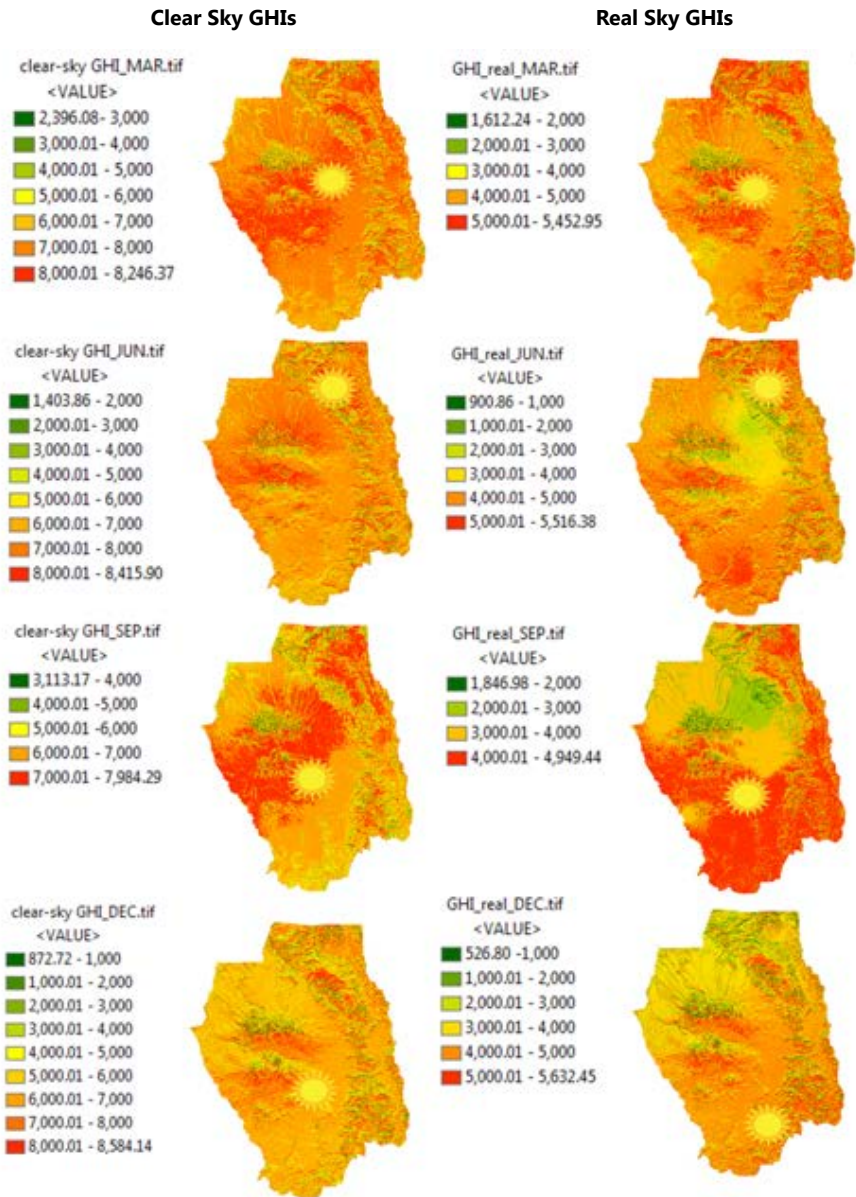 Clear Sky GHIs
Real Sky GHIs
clear-sky GHI_MAR.tif
<VALUE>
2,396.08- 3,000
3,000.01- 4,000
4,000.01 - 5,000
5,000.01 - 6,000
6,000.01 - 7,000
7,000.01 - 8,000
8,000.01 - 8,246.37
GHI_real_MAR.tif
<VALUE>
1,612.24 - 2,000
2,000.01 - 3,000
3,000.01 - 4,000
4,000.01 - 5,000
5,000.01- 5,452.95
clear-sky GHI_JUN.tif
<VALUE>
1,403.86 - 2,000
2,000.01- 3,000
3,000.01 - 4,000
4,000.01 - 5,000
5,000.01 - 6,000
6,000.01 - 7,000
7,000.01 - 8,000
8,000.01 - 8,415.90
GHI_real_JUN.tif
<VALUE>
900.86 - 1,000
1,000.01- 2,000
2,000.01 - 3,000
3,000.01 - 4,000
4,000.01 - 5,000
5,000.01 - 5,516.38
clear-sky GHI_SEP.tif
<VALUE>
3,113.17 - 4,000
4,000.01 -5,000
5,000.01 -6,000
6,000.01 - 7,000
7,000.01 - 7,984.29
GHI_real_SEP.tif
<VALUE>
1,846.98 - 2,000
2,000.01 - 3,000
3,000.01 - 4,000
4,000.01 - 4,949.44
clear-sky GHI_DEC.tif
<VALUE>
872.72 - 1,000
1,000.01 - 2,000
2,000.01 - 3,000
3,000.01 - 4,000
4,000.01 - 5,000
5,000.01 - 6,000
6,000.01 - 7,000
7,000.01 - 8,000
8,000.01 - 8,584.14
GHI_real_DEC.tif
<VALUE>
526.80 -1,000
1,000.01 - 2,000
2,000.01 - 3,000
3,000.01 - 4,000
4,000.01 - 5,000
5,000.01 - 5,632.45